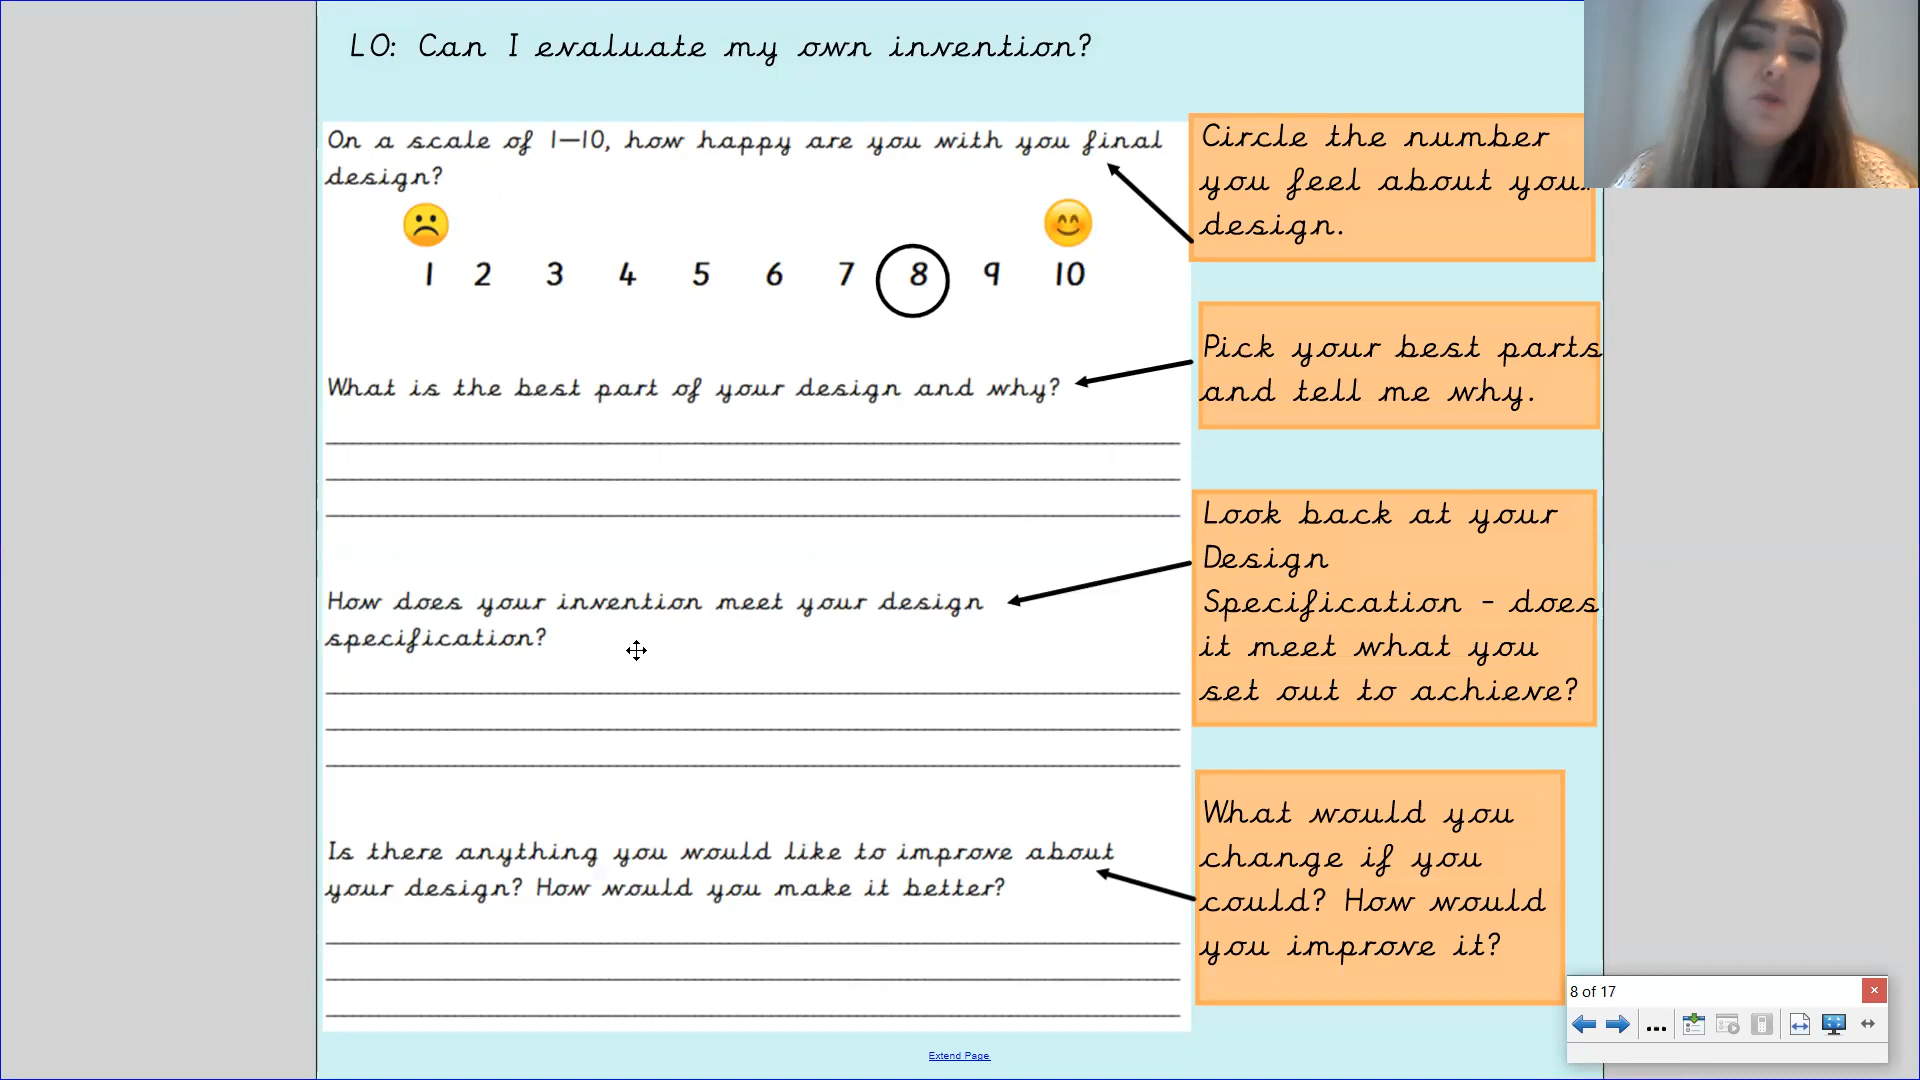 LO: Can I evaluate my own invention?
On a scale of 1–10, how happy are you with you final
design?
1 2 3 4 5 6 7 8 9 10
What is the best part of your design and why?
How does your invention meet your design
specification?
Is there anything you would like to improve about
your design? How would you make it better?
Circle the number
you feel about your
design.
Pick your best parts
and tell me why.
Look back at your
Design
Specification - does
it meet what you
set out to achieve?
What would you
change if you
could? How would
you improve it?
8 of 17
Extend Page